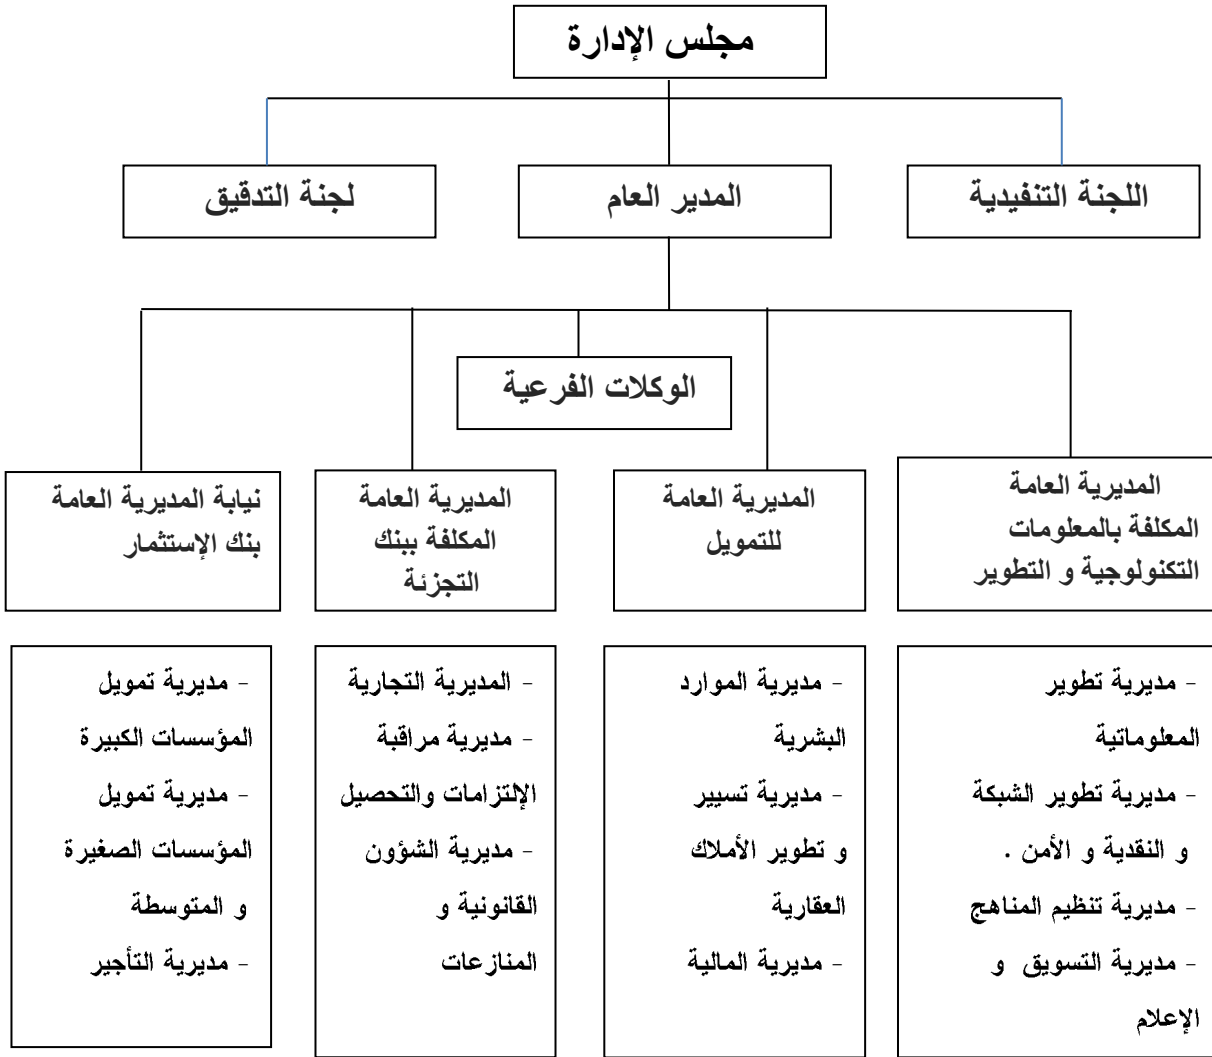 مجلس الإدارة
اللجنة التنفيدية
المدير العام
لجنة التدقيق
الوكلات الفرعية
المديرية العامة
المكلفة بالمعلومات
التكنولوجية و التطوير
المديرية العامة
للتمويل
المديرية العامة
المكلفة ببنك
التجزئة
نيابة المديرية العامة
بنك الإستثمار
- مديرية تطوير
المعلوماتية
- مديرية تطوير الشبكة
و النقدية و الأمن .
- مديرية تنظيم المناهج
- مديرية التسويق و
الإعلام
- مديرية الموارد
البشرية
- مديرية تسيير
و تطوير الأملاك
العقارية
- مديرية المالية
- المديرية التجارية
- مديرية مراقبة
الإلتزامات والتحصيل
- مديرية الشؤون
القانونية و
المنازعات
- مديرية تمويل
المؤسسات الكبيرة
- مديرية تمويل
المؤسسات الصغيرة
و المتوسطة
- مديرية التأجير